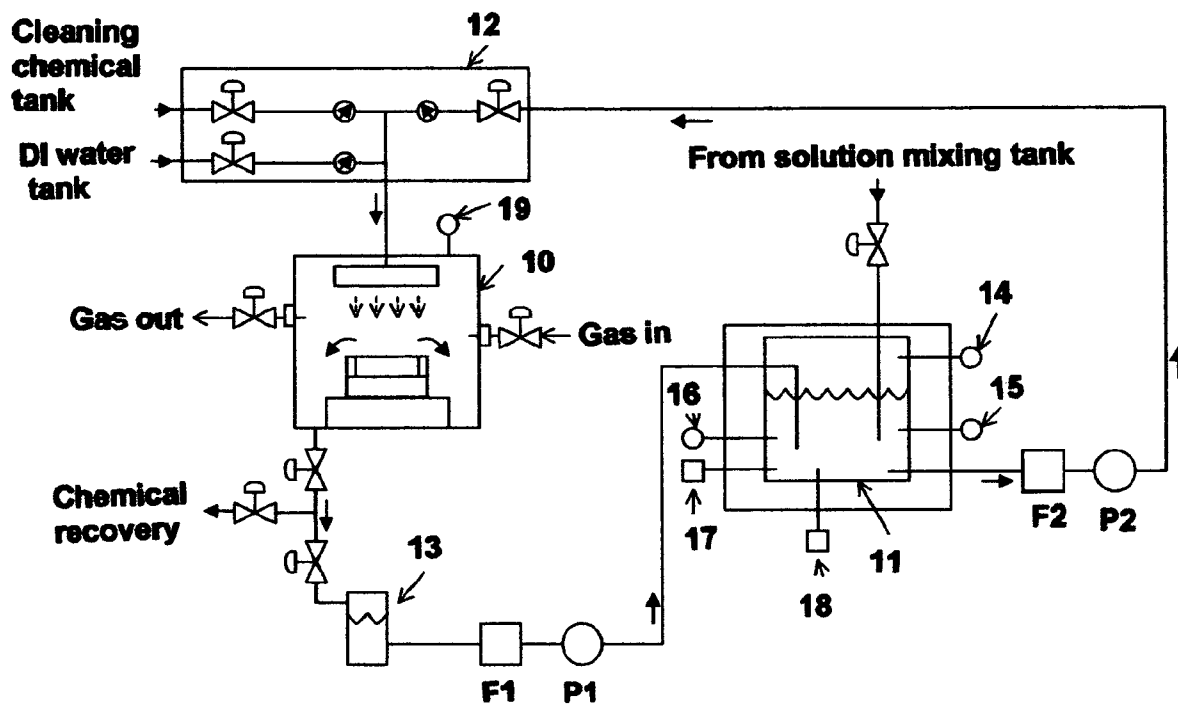 Cleaning
chemical
tank
12
DI water
tank
From solution mixing tank
19
10
Gas out
Gas in
14
15
16
17
18
11
F2
P2
Chemical
recovery
13
F1
P1